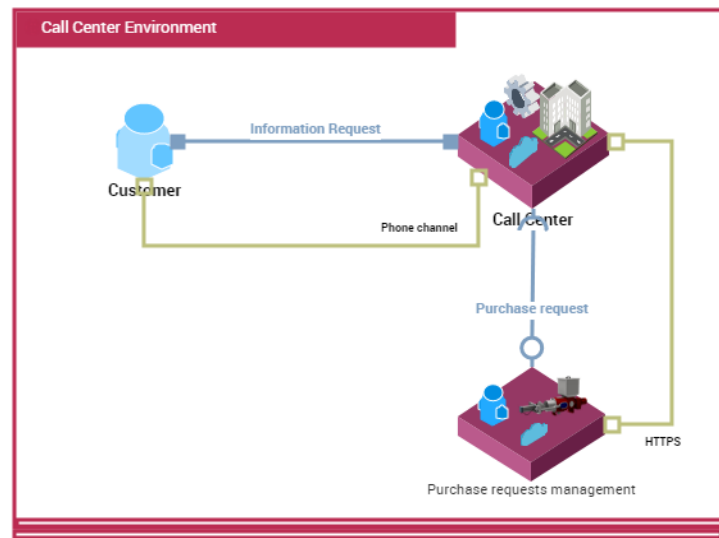 Call Center Environment
Information Request
Customer
Call Center
Phone channel
Purchase request
HTTPS
Purchase requests management